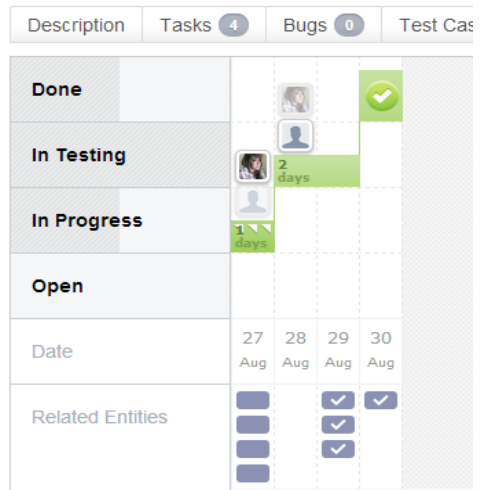 Description Tasks 4 Bugs 0 Test Cas
Done
In Testing
2
days
In Progress
1
days
Open
Date
27 28 29 30
Aug Aug Aug Aug
Related Entities